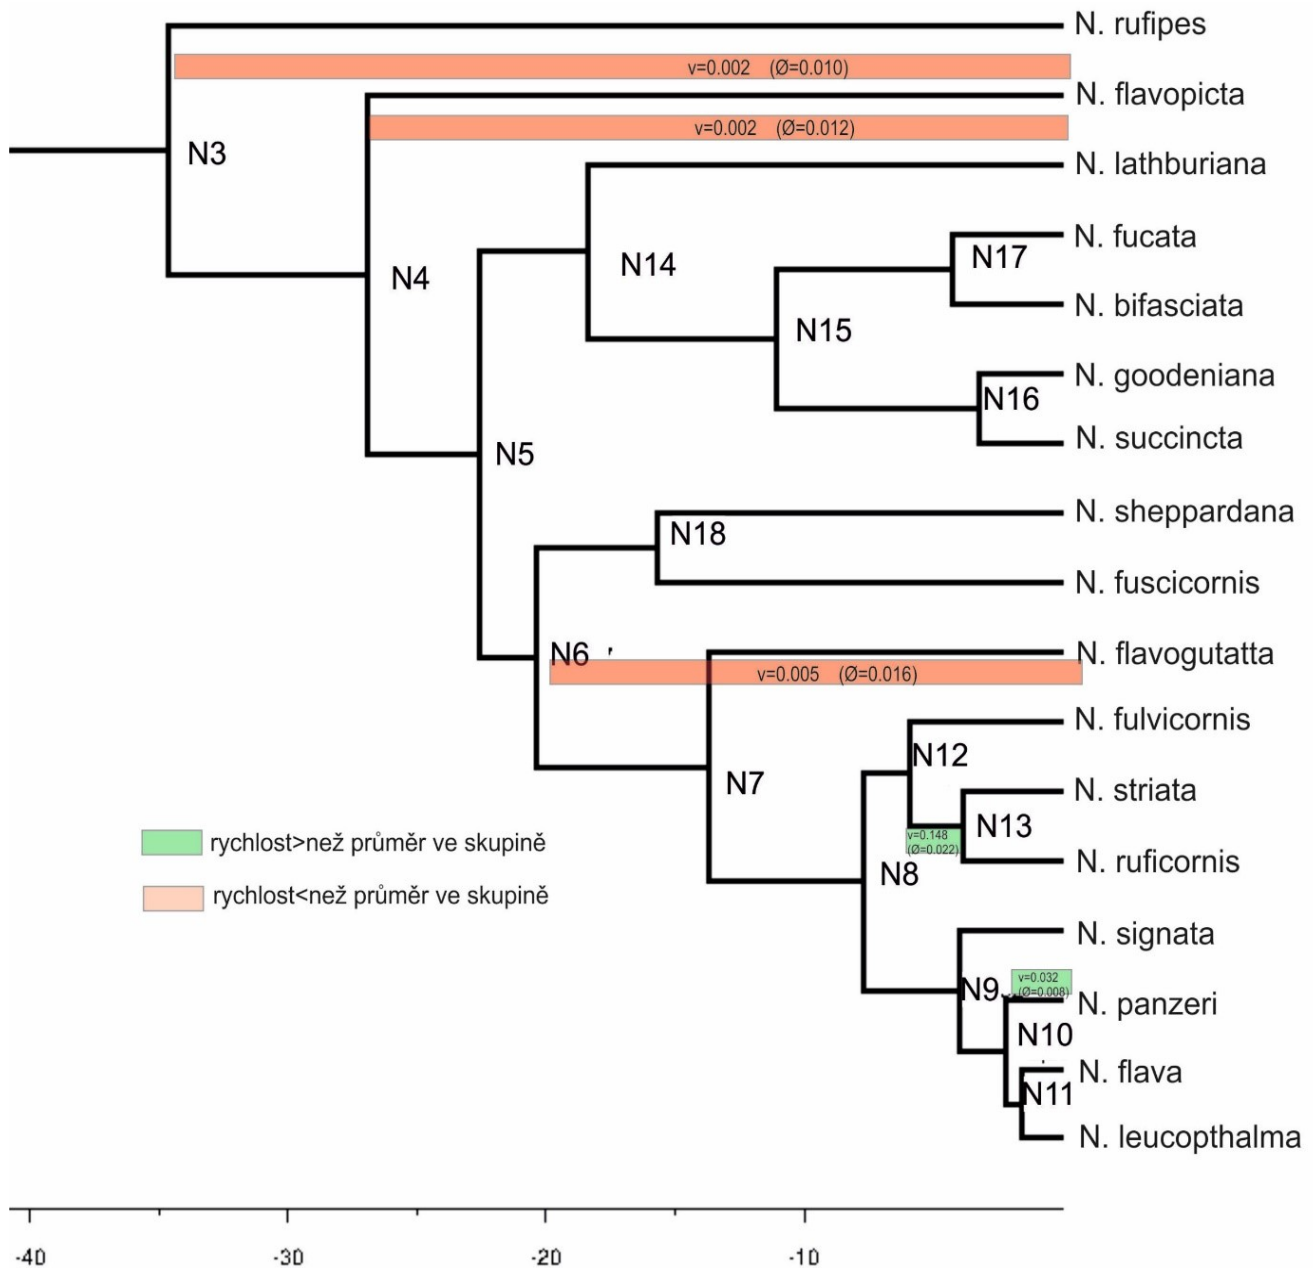 N. rufipes
v=0.002 (Ø=0.010)
N. flavopicta
v=0.002 (Ø=0.012)
N3
N. lathburiana
N. fucata
N17
N14
N4
N. bifasciata
N15
N. goodeniana
N16
N. succincta
N5
N. sheppardana
N18
N. fuscicornis
N6
N. flavogutatta
v=0.005 (Ø=0.016)
N. fulvicornis
N12
N7
N. striata
N13
v=0.148
(Ø=0.022)
rychlost>než průměr ve skupině
N. ruficornis
N8
rychlost<než průměr ve skupině
N. signata
v=0.032
(Ø=0.008)
N9
N. panzeri
N10
N. flava
N11
N. leucopthalma
-40 -30 -20 -10